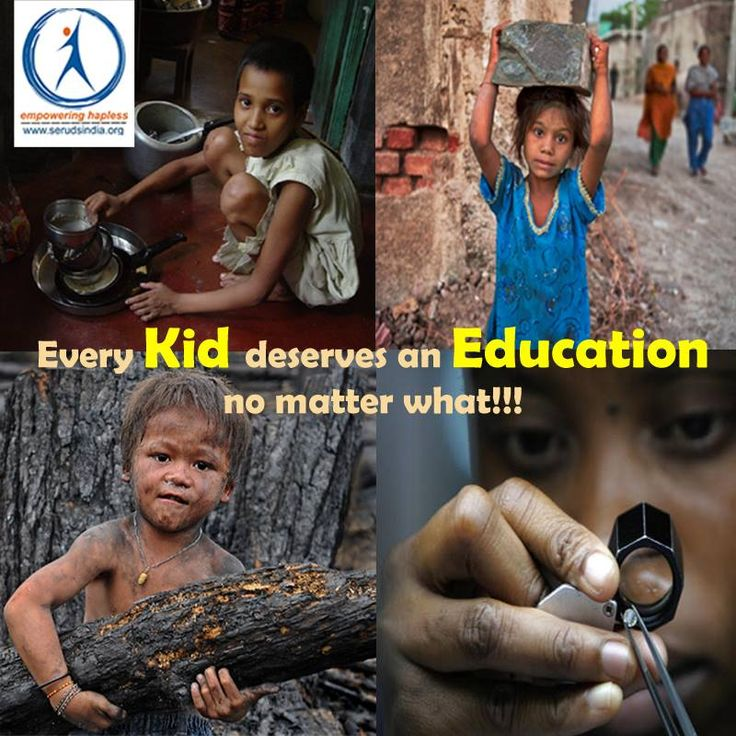 empowering hapless
www.serudsindia.org
Every Kid deserves an Education
no matter what!!!